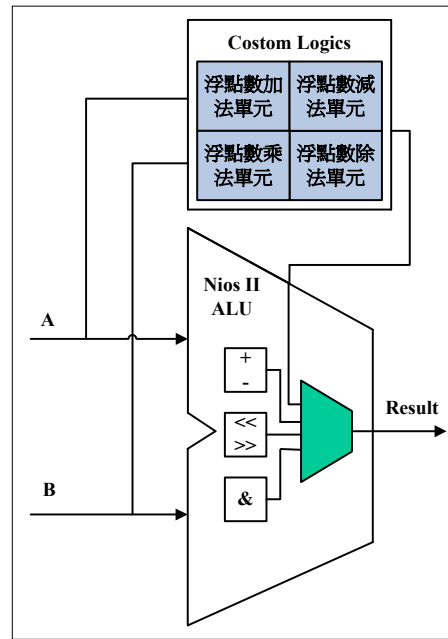 Costom Logics
浮點數加
法單元
浮點數減
法單元
浮點數乘
法單元
浮點數除
法單元
Nios II
ALU
A
+
-
Result
<<
>>
B
&